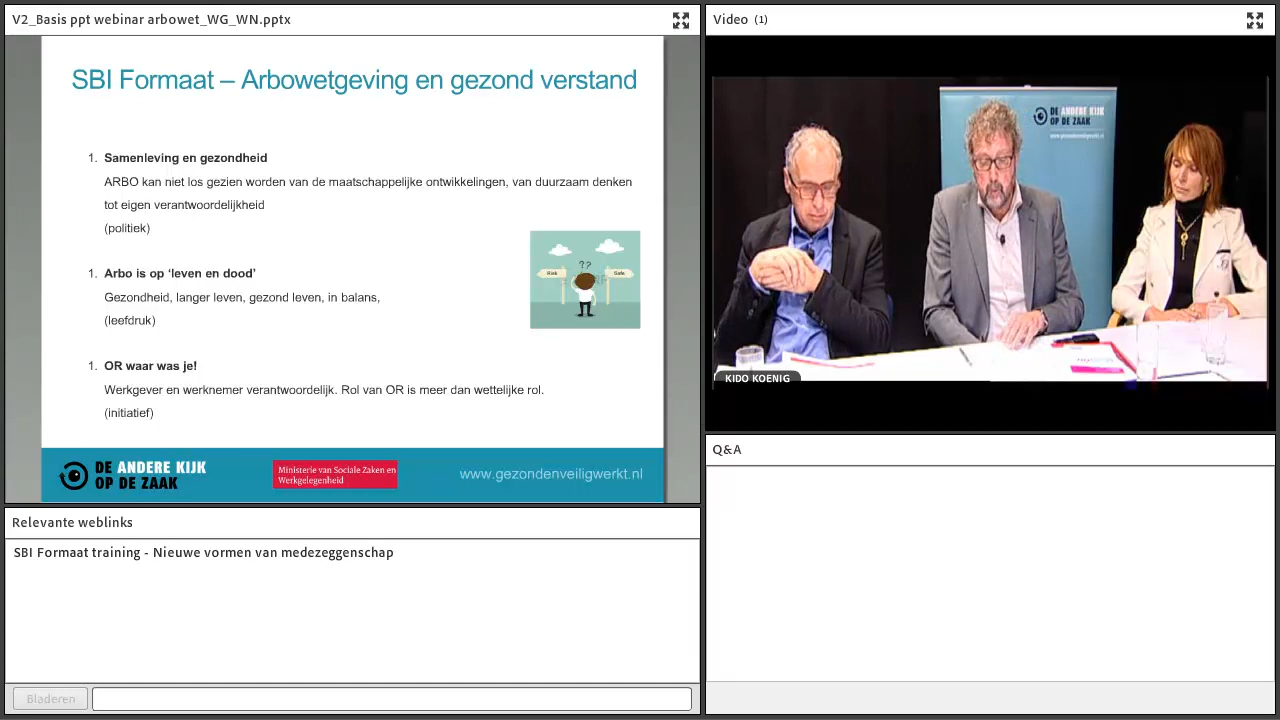 V2_Basis ppt webinar arbowet_WG_WN.pptx
SBI Formaat – Arbowetgeving en gezond verstand
1. Samenleving en gezondheid
ARBO kan niet los gezien worden van de maatschappelijke ontwikkelingen, van duurzaam denken
tot eigen verantwoordelijkheid
(politiek)
1. Arbo is op ‘leven en dood’
Gezondheid, langer leven, gezond leven, in balans,
(leefdruk)
?
?
Risk
Safe
1. OR waar was je!
Werkgever en werknemer verantwoordelijk. Rol van OR is meer dan wettelijke rol.
(initiatief)
DE ANDERE KIJK
OP DE ZAAK
Ministerie van Sociale Zaken en
Werkgelegenheid
www.gezondenveiligwerkt.nl
Relevante weblinks
SBI Formaat training - Nieuwe vormen van medezeggenschap
Bladeren
Video (1)
DE ANDERE KIJK
OP DE ZAAK
www.gezondenveiligwerkt.nl
KIDO KOENIG
Q&A